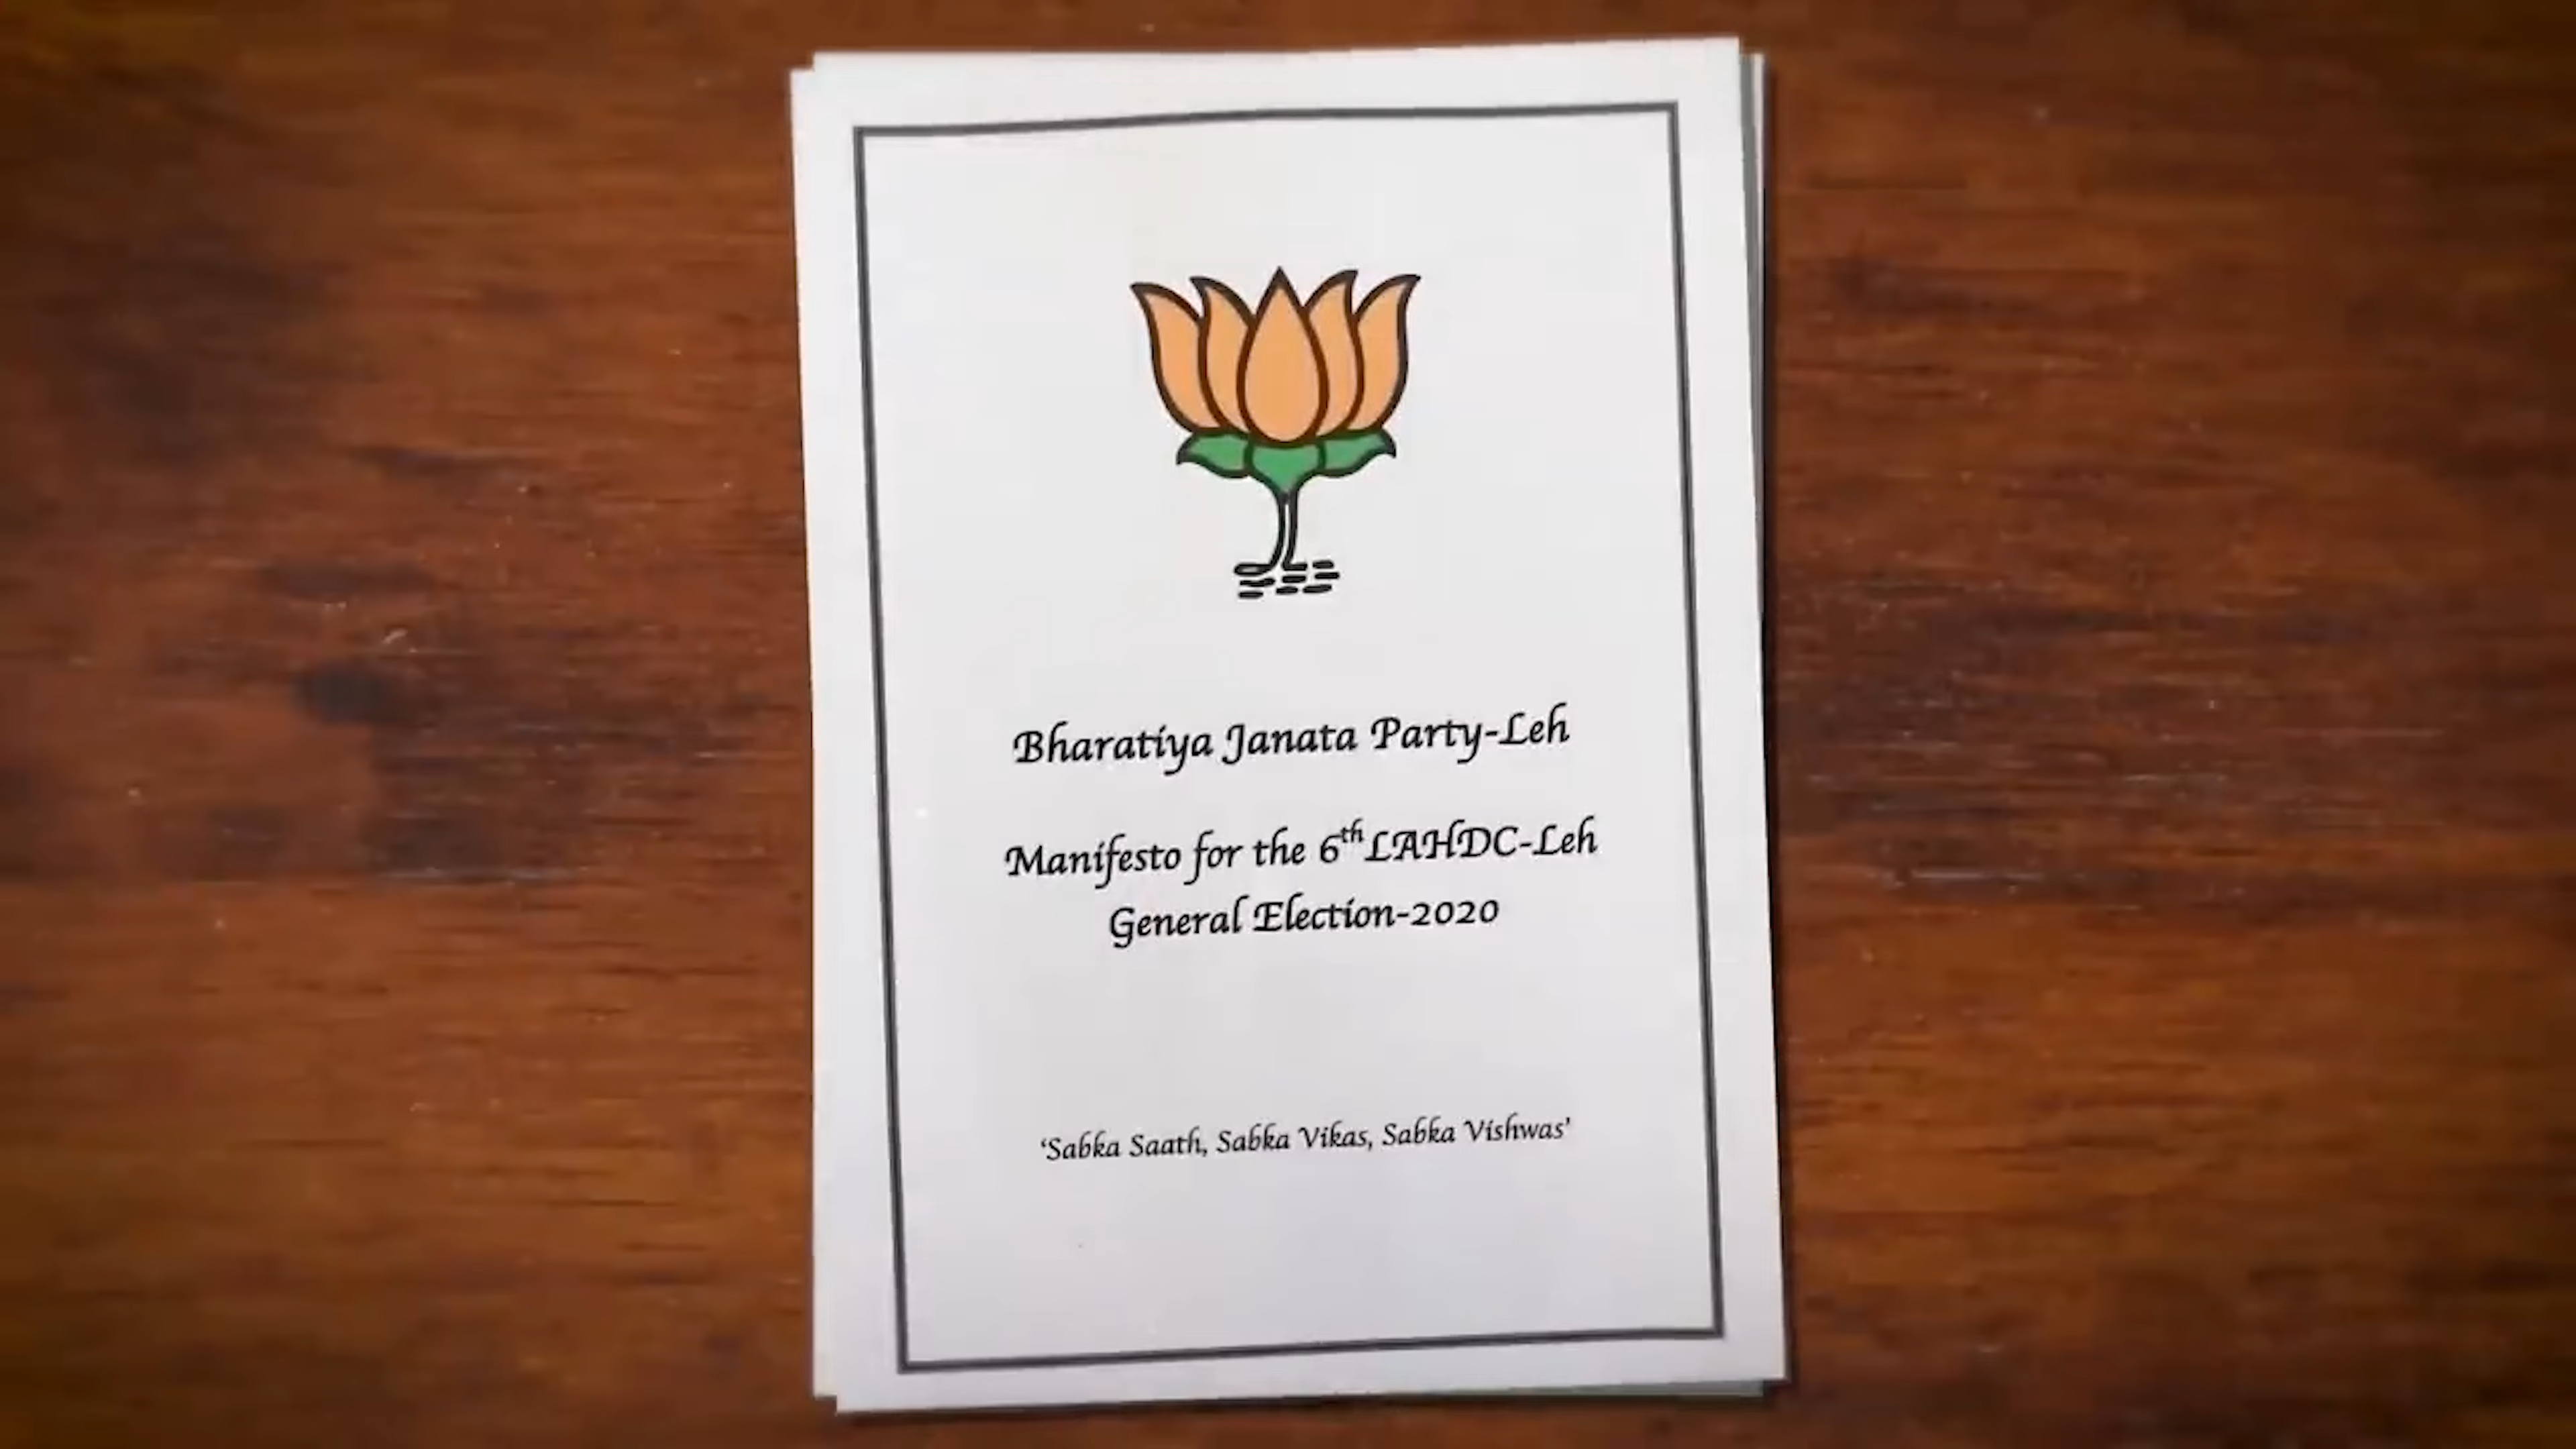 Bharatiya Janata Party-Leh
Manifesto for the 6th LAHDC-Leh
General Election-2020
‘Sabka Saath, Sabka Vikas, Sabka Vishwas’